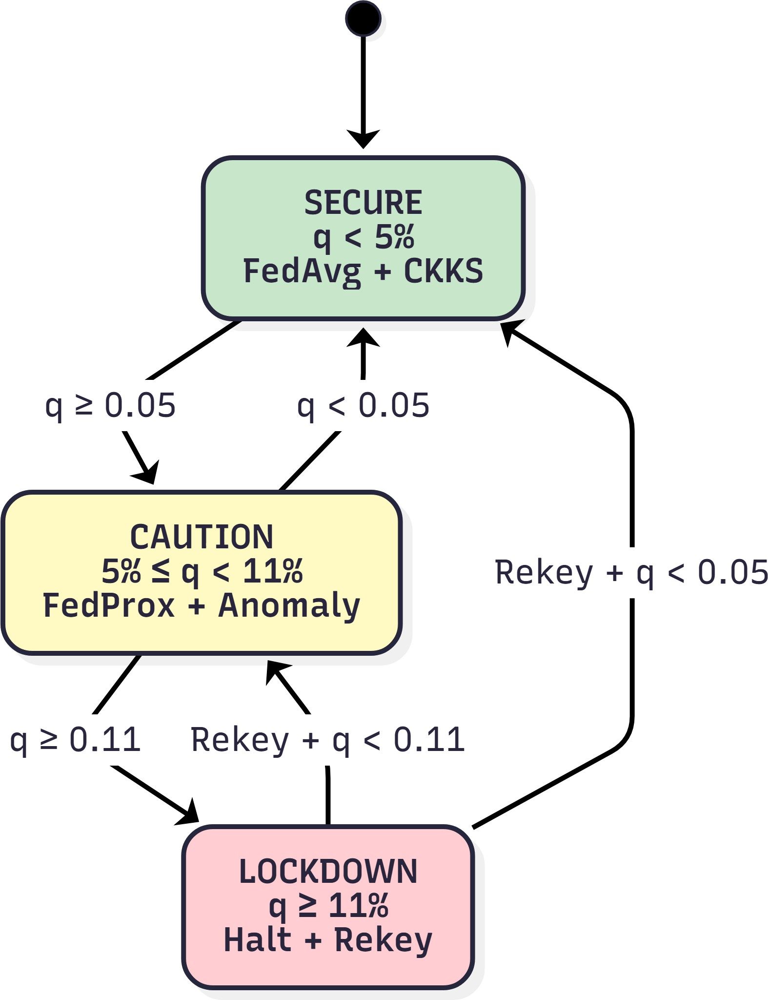 SECURE
q < 5%
FedAvg + CKKS
q ≥ 0.05
q < 0.05
CAUTION
5% ≤ q < 11%
FedProx + Anomaly
Rekey + q < 0.05
q ≥ 0.11
Rekey + q < 0.11
LOCKDOWN
q ≥ 11%
Halt + Rekey